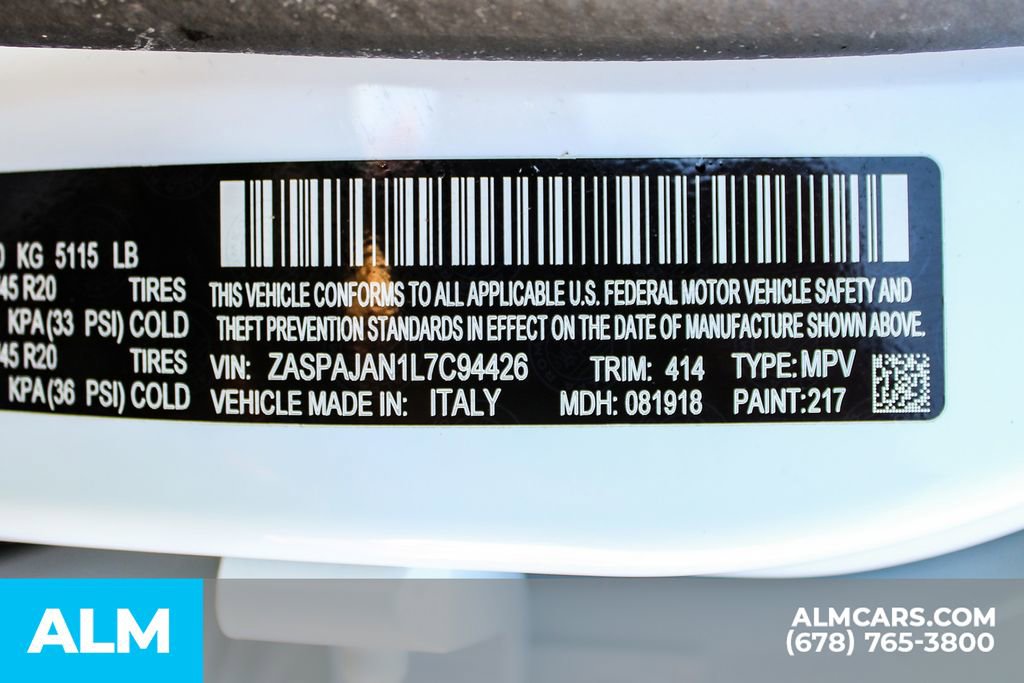 KG 5115 LB
45 R20 TIRES
KPA(33 PSI) COLD
45 R20 TIRES
KPA(36 PSI) COLD
THIS VEHICLE CONFORMS TO ALL APPLICABLE U.S. FEDERAL MOTOR VEHICLE SAFETY AND
THEFT PREVENTION STANDARDS IN EFFECT ON THE DATE OF MANUFACTURE SHOWN ABOVE.
VIN: ZASPAJAN1L7C94426 TRIM: 414 TYPE: MPV
VEHICLE MADE IN: ITALY MDH: 081918 PAINT:217
ALM
ALMCARS.COM
(678) 765-3800